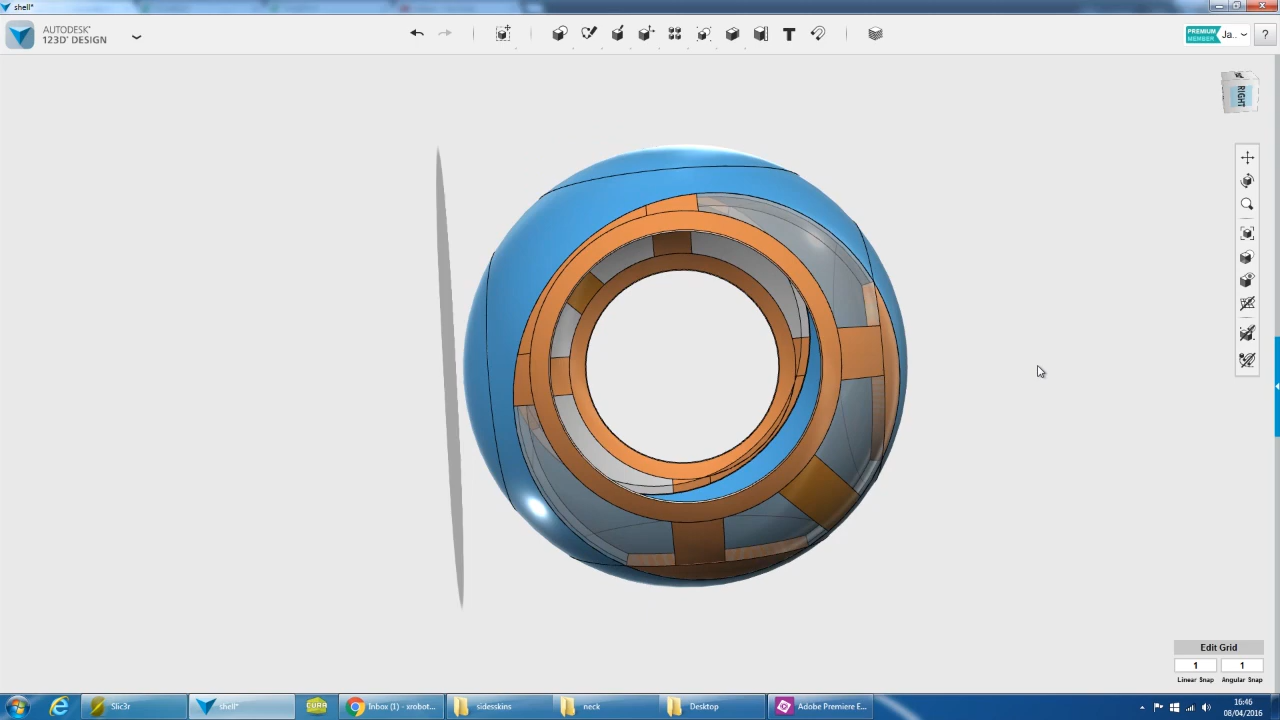 shell*
AUTODESK®
123D® DESIGN
T
PREMIUM
MEMBER
Ja..
?
RIGHT
Edit Grid
1
1
Linear Snap
Angular Snap
Slic3r
shell*
CURA
Inbox (1) - xrobot...
sidesskins
neck
Desktop
Adobe Premiere E...
16:46
08/04/2016